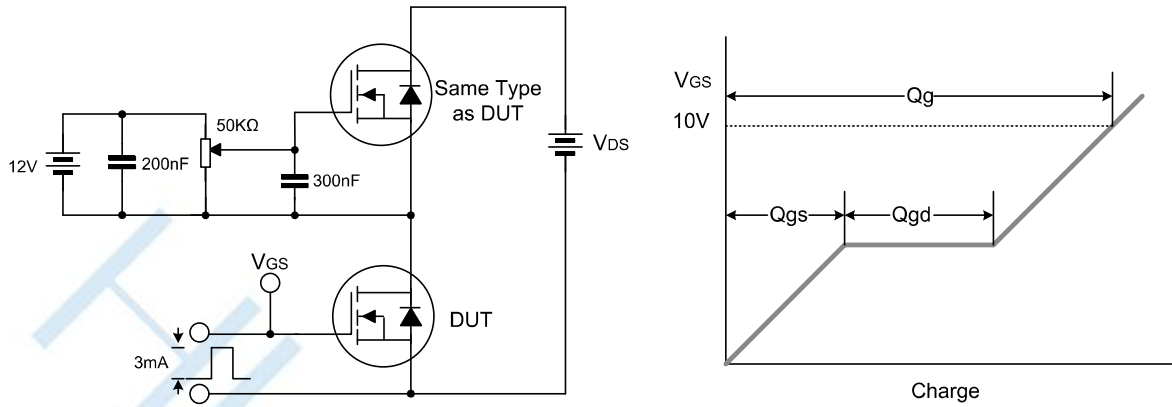 Same Type
as DUT
50KΩ
12V
200nF
300nF
VDS
VGS
DUT
3mA
VGS
10V
Qg
Qgs
Qgd
Charge